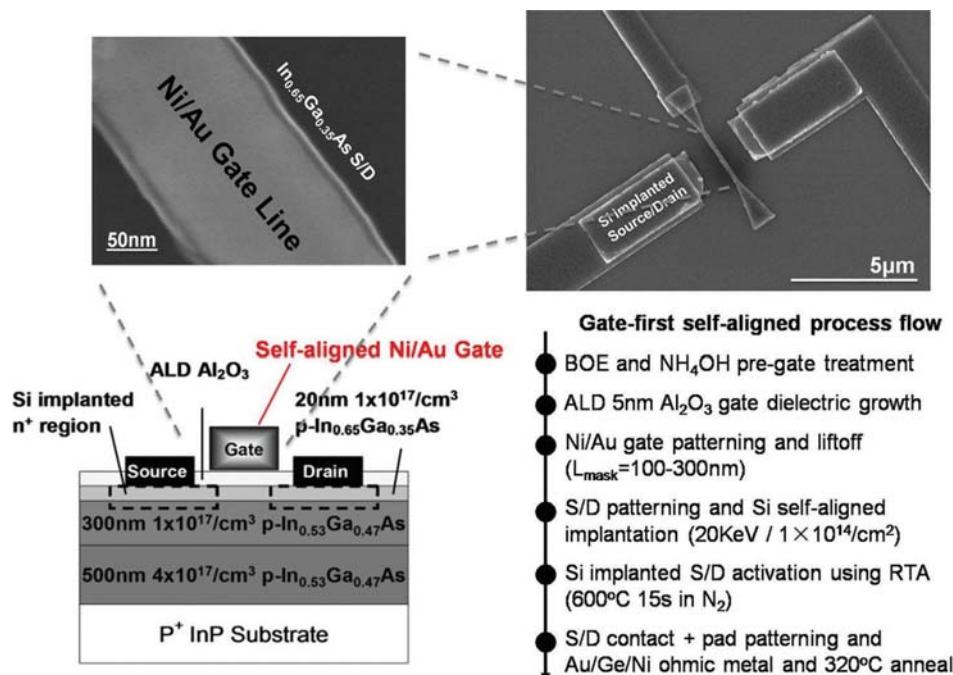 Ni/Au Gate Line
In₀.₆₅Ga₀.₃₅As S/D
50nm
Si implanted
Source/Drain
5μm
Self-aligned Ni/Au Gate
ALD Al₂O₃
Si implanted
n⁺ region
20nm 1x10¹⁷/cm³
p-In₀.₆₅Ga₀.₃₅As
Gate
Source
Drain
300nm 1x10¹⁷/cm³ p-In₀.₅₃Ga₀.₄₇As
500nm 4x10¹⁷/cm³ p-In₀.₅₃Ga₀.₄₇As
P⁺ InP Substrate
Gate-first self-aligned process flow
BOE and NH₄OH pre-gate treatment
ALD 5nm Al₂O₃ gate dielectric growth
Ni/Au gate patterning and liftoff
(Lmask=100-300nm)
S/D patterning and Si self-aligned
implantation (20KeV / 1×10¹⁴/cm²)
Si implanted S/D activation using RTA
(600ºC 15s in N₂)
S/D contact + pad patterning and
Au/Ge/Ni ohmic metal and 320ºC anneal